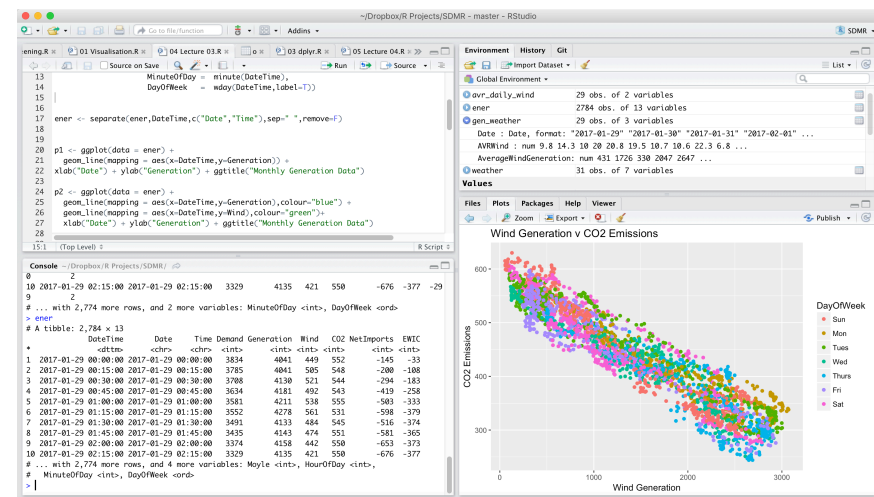 ~/Dropbox/R Projects/SDMR - master - RStudio
Go to file/function
Addins
SDMR
ening.R
01 Visualisation.R
04 Lecture 03.R
o
03 dplyr.R
05 Lecture 04.R
Source on Save
Run
Source
13 MinuteOfDay = minute(DateTime),
14 DayOfWeek = wday(DateTime,label=T))
15
16
17 ener <- separate(ener,DateTime,c("Date","Time"),sep=" ",remove=F)
18
19
20 p1 <- ggplot(data = ener) +
21 geom_line(mapping = aes(x=DateTime,y=Generation)) +
22 xlab("Date") + ylab("Generation") + ggtitle("Monthly Generation Data")
23
24 p2 <- ggplot(data = ener) +
25 geom_line(mapping = aes(x=DateTime,y=Generation),colour="blue") +
26 geom_line(mapping = aes(x=DateTime,y=Wind),colour="green")+
27 xlab("Date") + ylab("Generation") + ggtitle("Monthly Generation Data")
28
15:1 (Top Level) R Script
Console ~/Dropbox/R Projects/SDMR/
0 2
10 2017-01-29 02:15:00 2017-01-29 02:15:00 3329 4135 421 550 -676 -377 -29
9 2
# ... with 2,774 more rows, and 2 more variables: MinuteOfDay <int>, DayOfWeek <ord>
> ener
# A tibble: 2,784 × 13
DateTime Date Time Demand Generation Wind CO2 NetImports EWIC
* <dttm> <chr> <chr> <int> <int> <int> <int> <int> <int>
1 2017-01-29 00:00:00 2017-01-29 00:00:00 3834 4041 449 552 -145 -33
2 2017-01-29 00:15:00 2017-01-29 00:15:00 3785 4041 505 548 -200 -108
3 2017-01-29 00:30:00 2017-01-29 00:30:00 3708 4130 521 544 -294 -183
4 2017-01-29 00:45:00 2017-01-29 00:45:00 3634 4181 492 543 -419 -258
5 2017-01-29 01:00:00 2017-01-29 01:00:00 3581 4211 538 555 -503 -333
6 2017-01-29 01:15:00 2017-01-29 01:15:00 3552 4278 561 531 -598 -379
7 2017-01-29 01:30:00 2017-01-29 01:30:00 3491 4133 484 545 -516 -374
8 2017-01-29 01:45:00 2017-01-29 01:45:00 3435 4143 474 551 -581 -365
9 2017-01-29 02:00:00 2017-01-29 02:00:00 3374 4158 442 550 -653 -373
10 2017-01-29 02:15:00 2017-01-29 02:15:00 3329 4135 421 550 -676 -377
# ... with 2,774 more rows, and 4 more variables: Moyle <int>, HourOfDay <int>,
# MinuteOfDay <int>, DayOfWeek <ord>
>
Environment History Git
Import Dataset
List
Global Environment
avr_daily_wind 29 obs. of 2 variables
ener 2784 obs. of 13 variables
gen_weather 29 obs. of 3 variables
Date : Date, format: "2017-01-29" "2017-01-30" "2017-01-31" "2017-02-01" ...
AVRWind : num 9.8 14.3 10 20 20.8 19.5 10.7 10.6 22.3 6.8 ...
AverageWindGeneration: num 431 1726 330 2047 2647 ...
weather 31 obs. of 7 variables
Values
Files Plots Packages Help Viewer
Zoom Export Publish
Wind Generation v CO2 Emissions
CO2 Emissions
600
500
400
300
0 1000 2000 3000
Wind Generation
DayOfWeek
Sun
Mon
Tues
Wed
Thurs
Fri
Sat